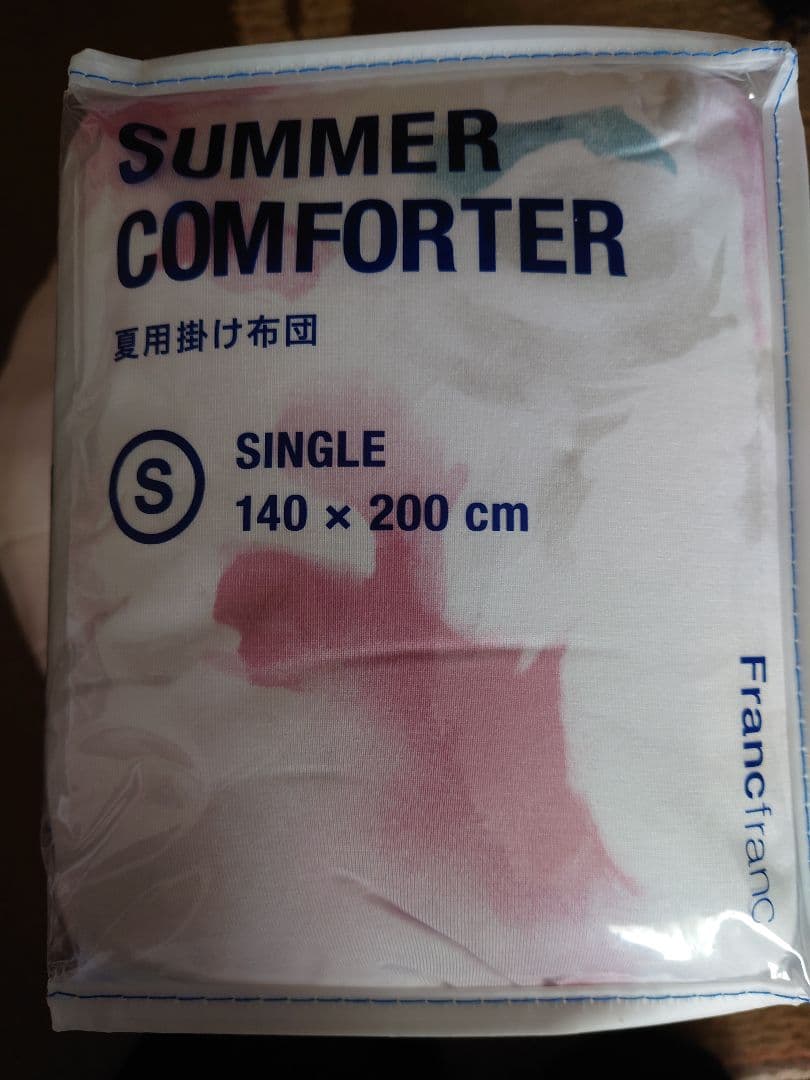 SUMMER
COMFORTER
夏用掛け布団
S
SINGLE
140 × 200 cm
Francfranc